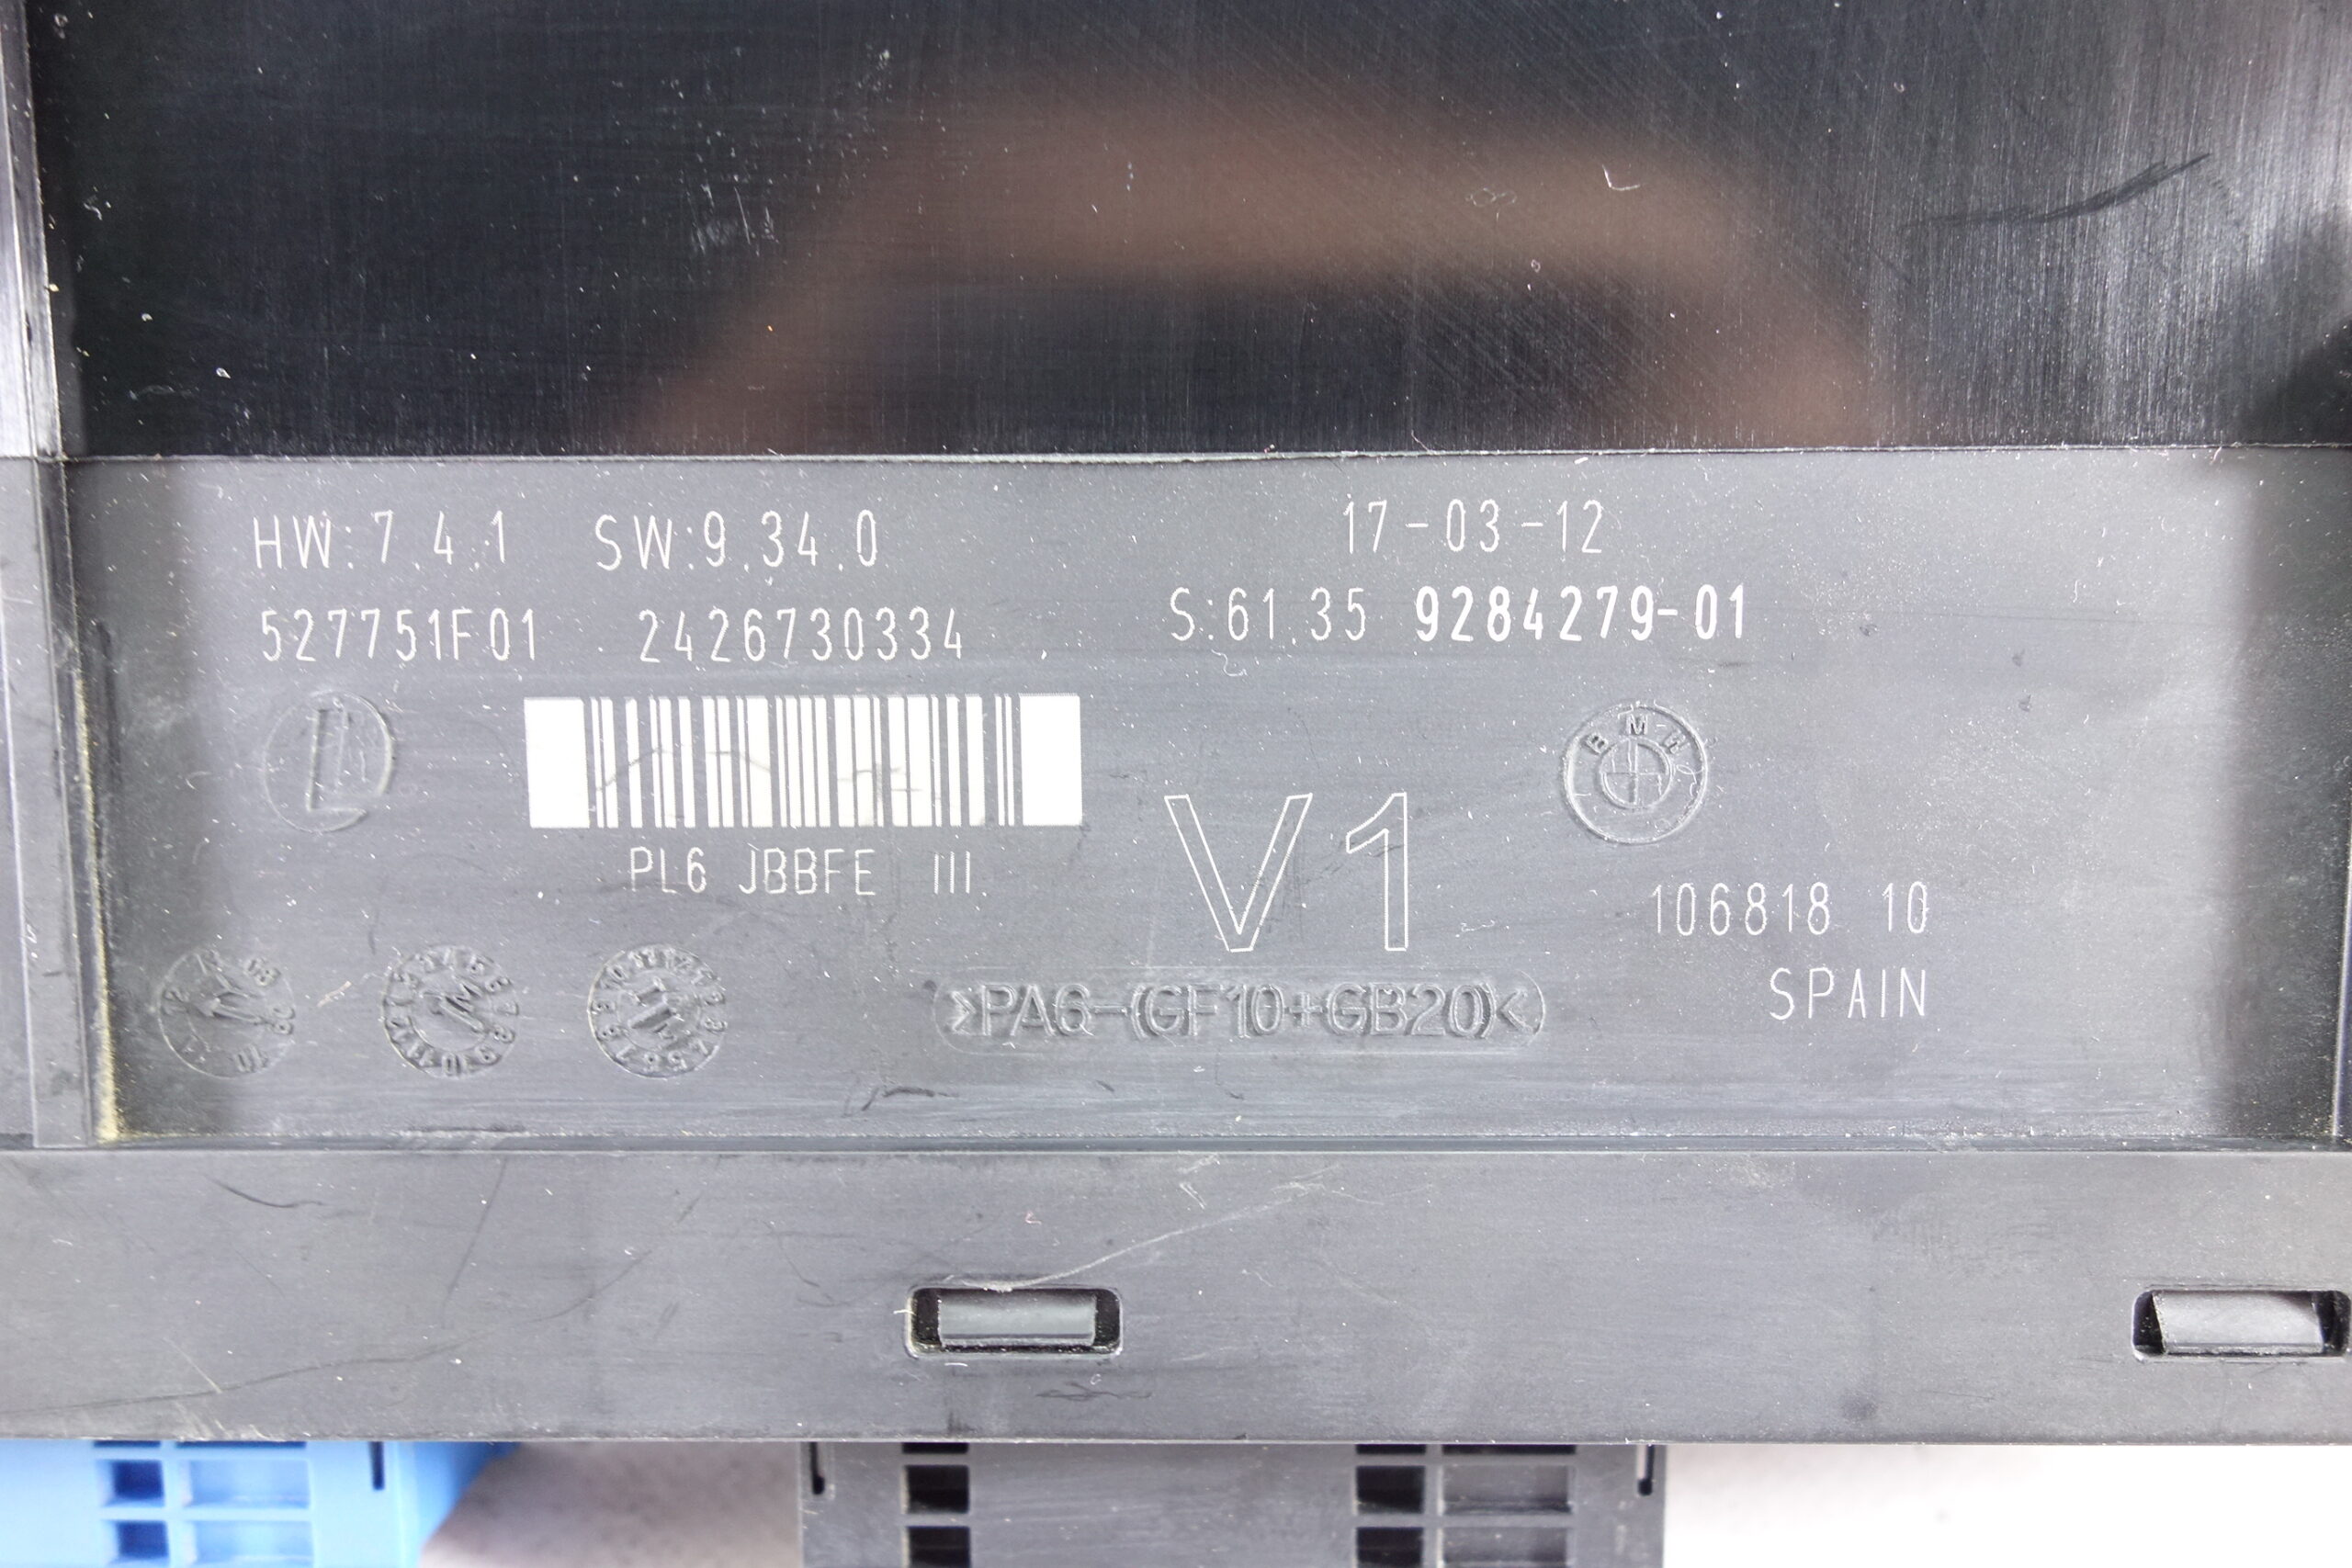 HW:7.4.1 SW:9.34.0
17-03-12
527751F01 2426730334
S:61.35 9284279-01
L
BMW
PL6 JBBFE III
V1
106818 10
SPAIN
>PA6-(GF10+GB20)<